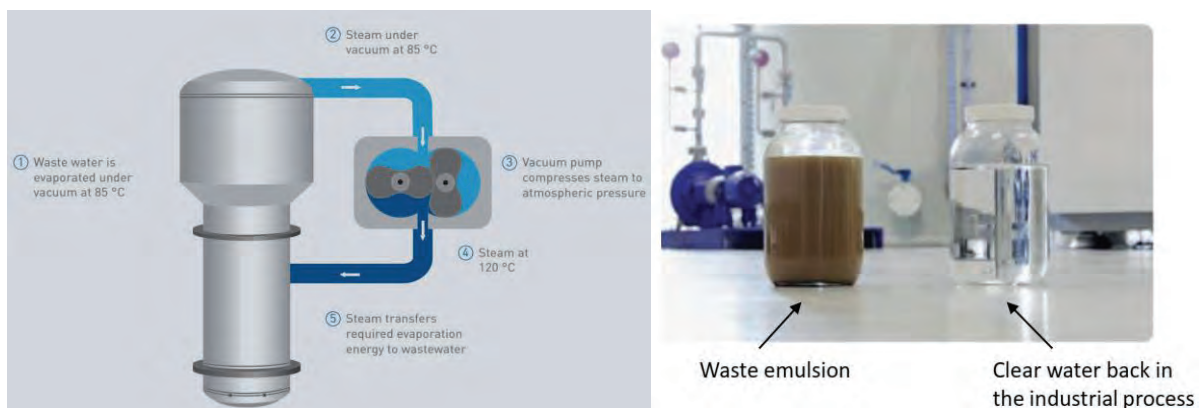 ① Waste water is
evaporated under
vacuum at 85 °C
② Steam under
vacuum at 85 °C
③ Vacuum pump
compresses steam to
atmospheric pressure
④ Steam at
120 °C
⑤ Steam transfers
required evaporation
energy to wastewater
Waste emulsion
Clear water back in
the industrial process